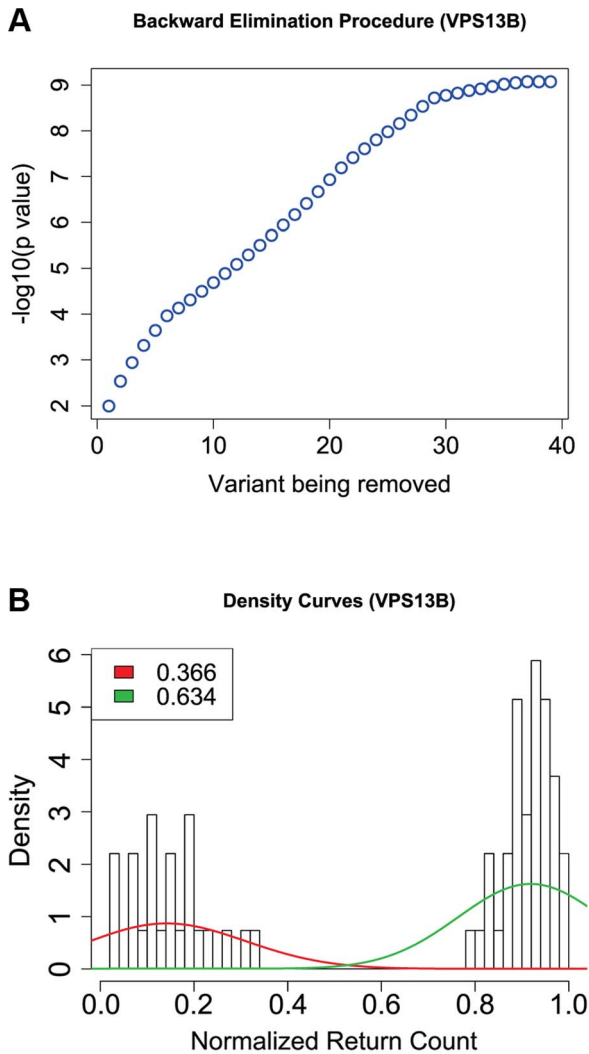 A
Backward Elimination Procedure (VPS13B)
9
8
7
6
5
4
3
2
-log10(p value)
0 10 20 30 40
Variant being removed
B
Density Curves (VPS13B)
0.366
0.634
6
5
4
3
2
1
0
Density
0.0 0.2 0.4 0.6 0.8 1.0
Normalized Return Count